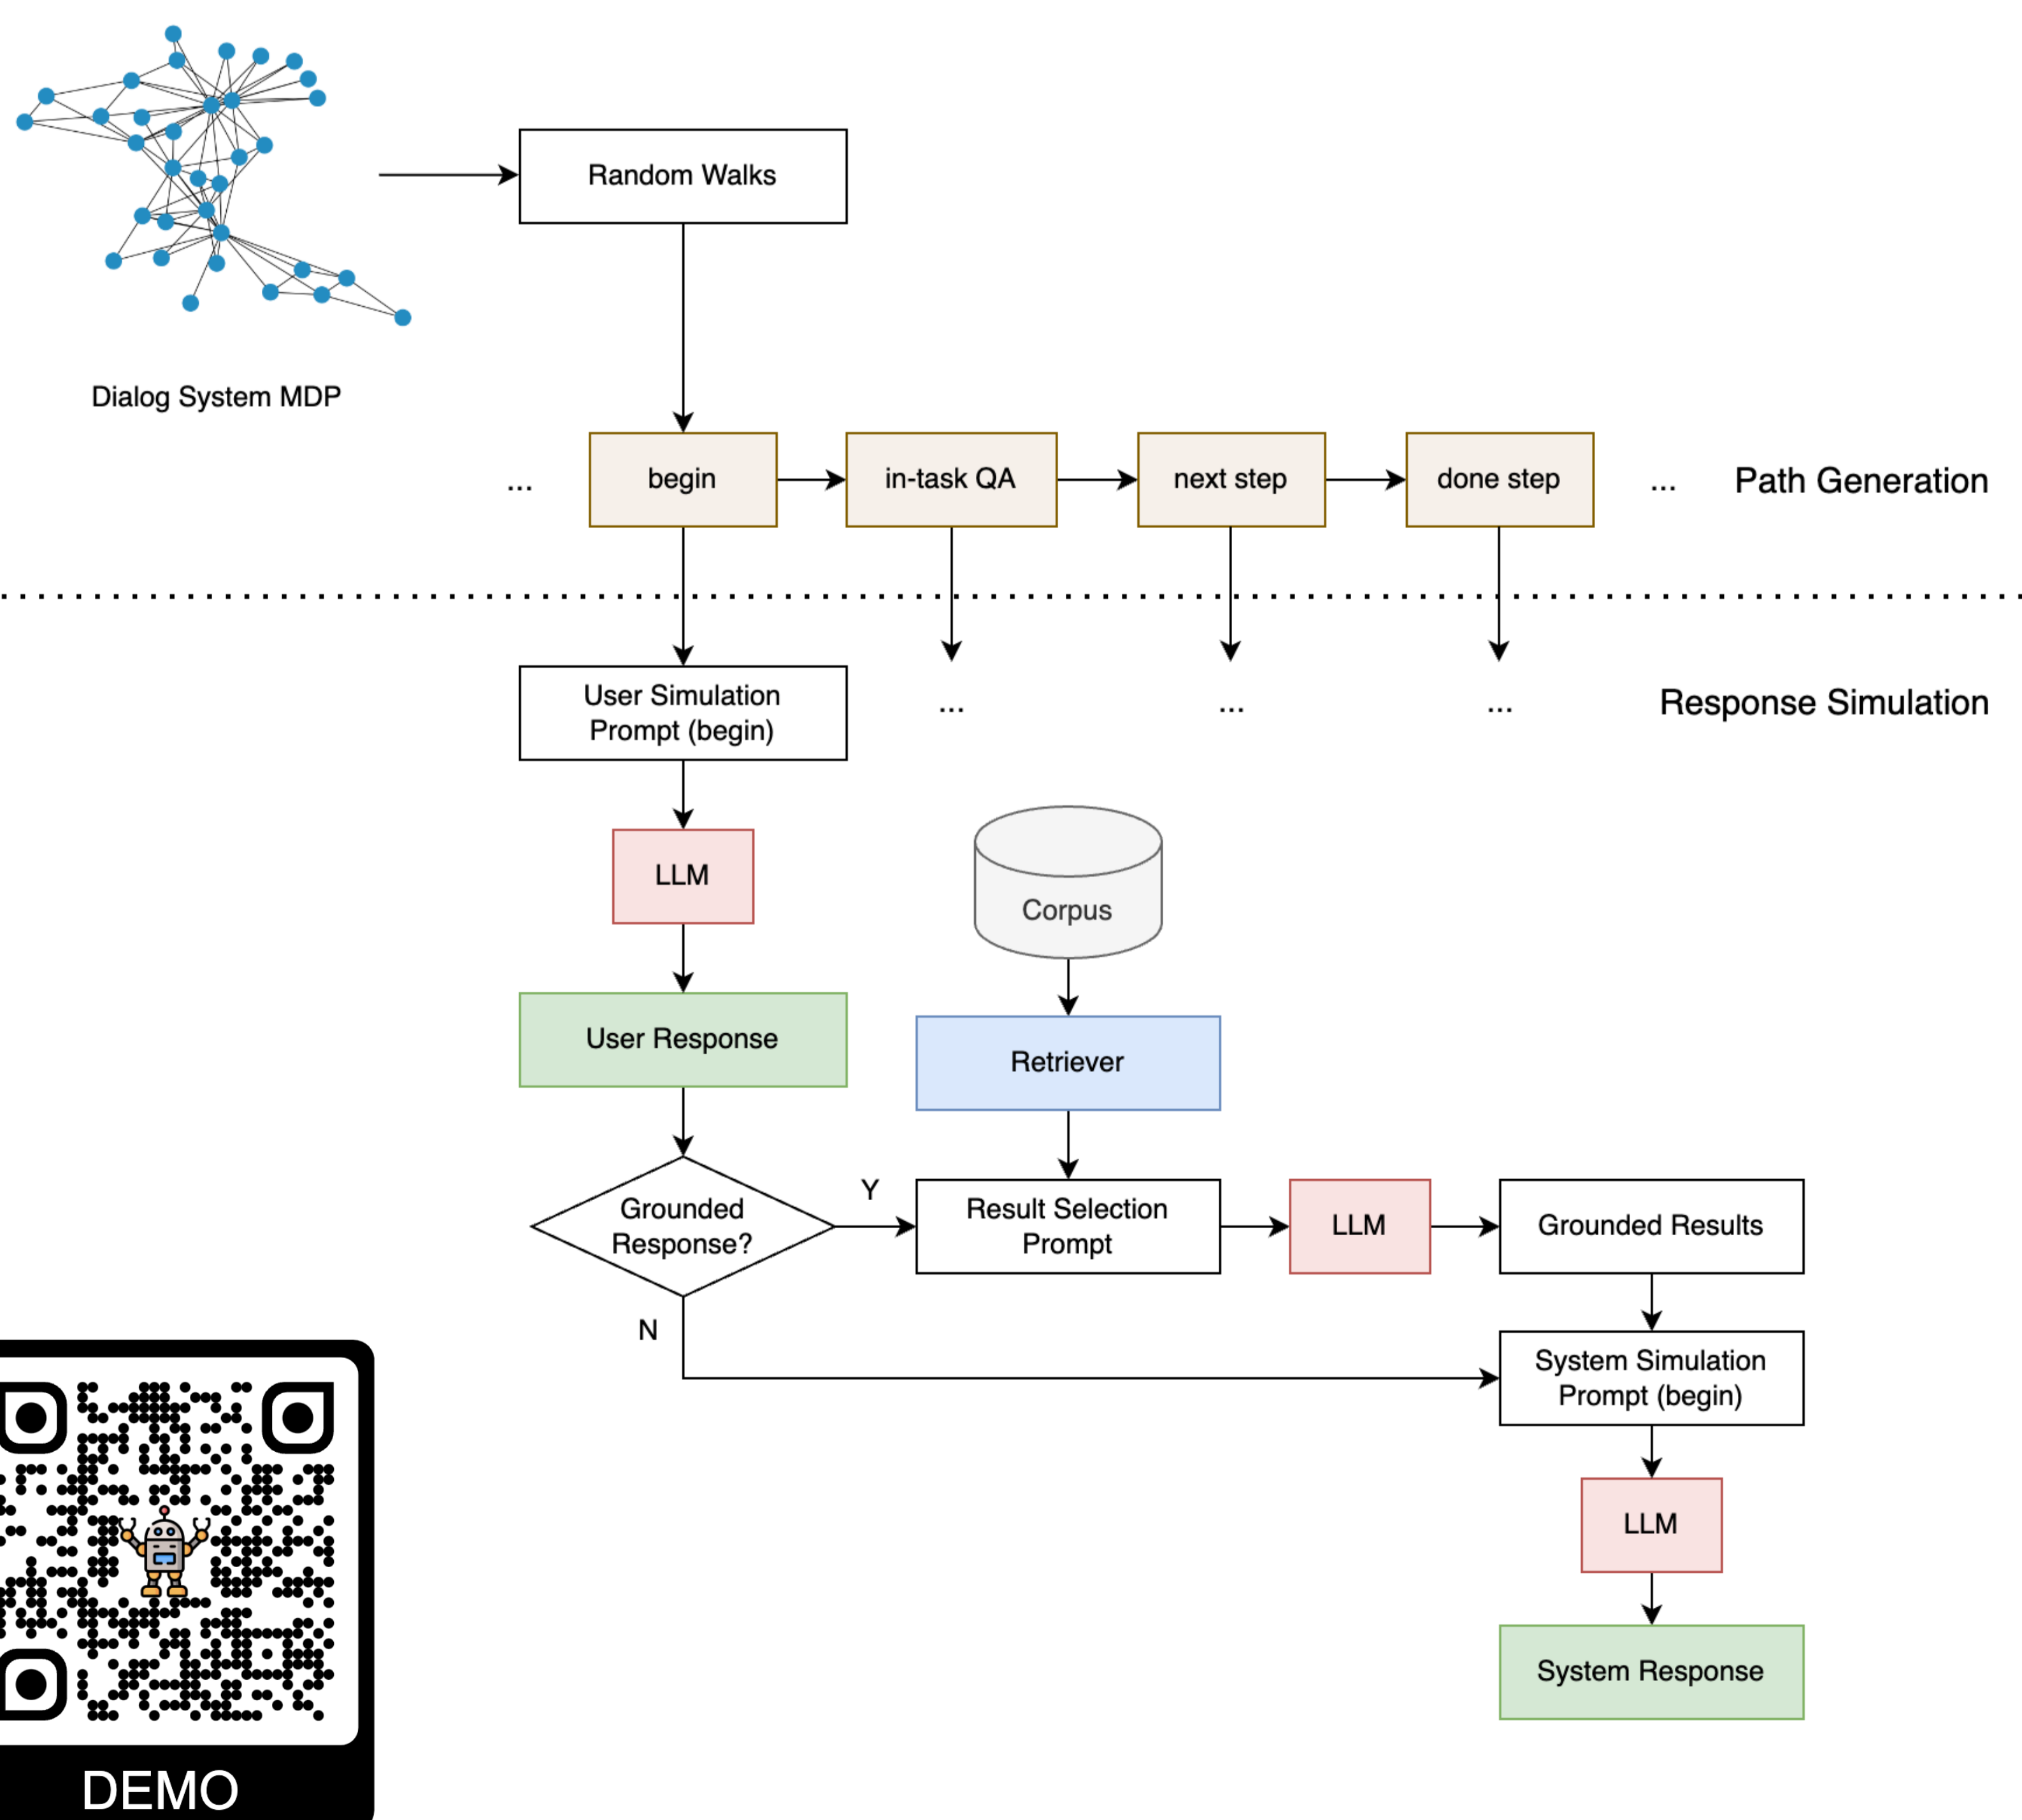 Random Walks
Dialog System MDP
...
begin
in-task QA
next step
done step
...
Path Generation
User Simulation
Prompt (begin)
...
...
...
Response Simulation
LLM
Corpus
User Response
Retriever
Grounded
Response?
Y
Result Selection
Prompt
LLM
Grounded Results
N
System Simulation
Prompt (begin)
LLM
System Response
DEMO